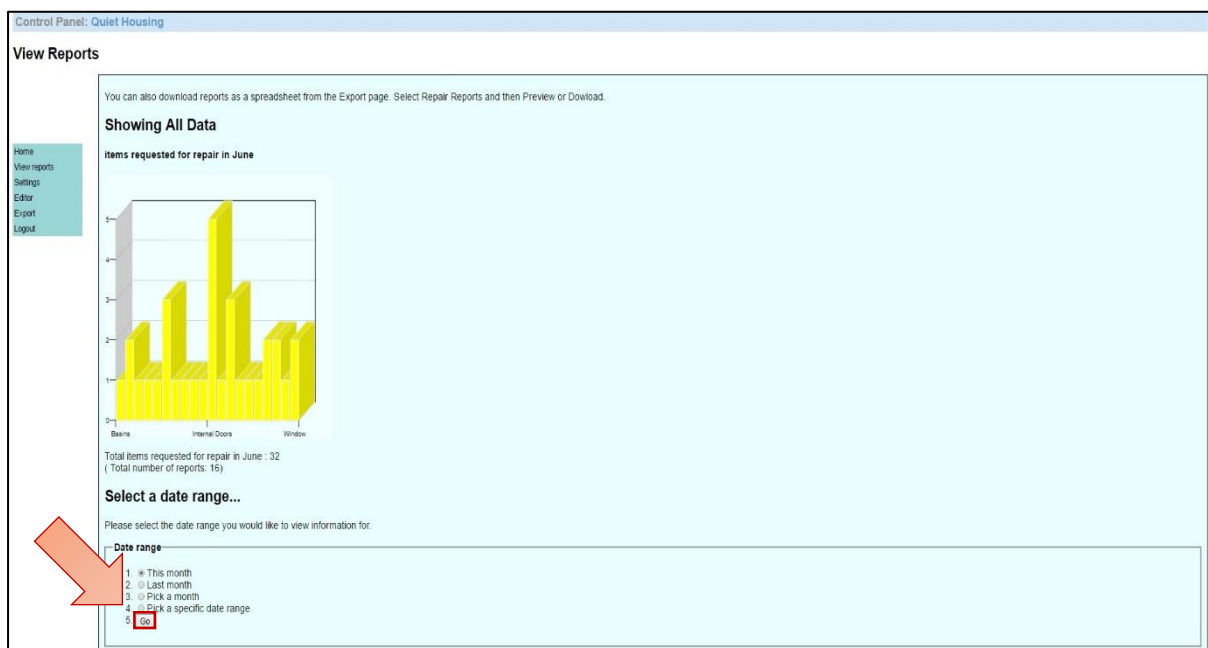 Control Panel: Quiet Housing
View Reports
You can also download reports as a spreadsheet from the Export page. Select Repair Reports and then Preview or Dowload.
Showing All Data
Home
View reports
Settings
Editor
Export
Logout
items requested for repair in June
5
4
3
2
1
0
Basins Internal Doors Window
Total items requested for repair in June : 32
( Total number of reports: 16)
Select a date range...
Please select the date range you would like to view information for.
Date range
1. This month
2. Last month
3. Pick a month
4. Pick a specific date range
5. Go